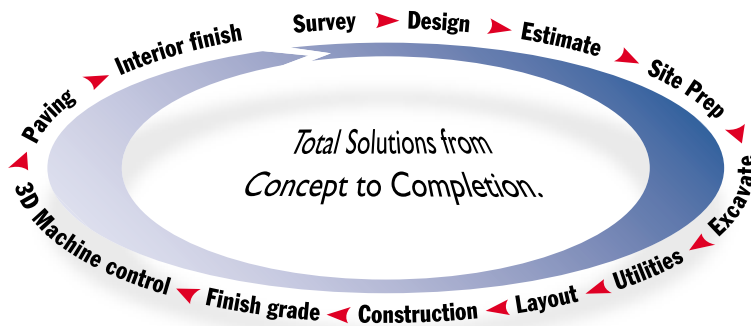 Survey
Design
Estimate
Site Prep
Excavate
Utilities
Layout
Construction
Finish grade
3D Machine control
Paving
Interior finish
Total Solutions from
Concept to Completion.